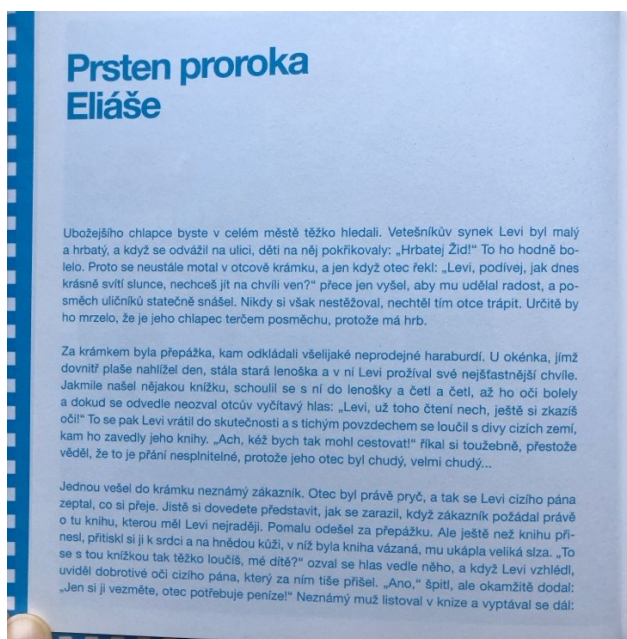 Prsten proroka
Eliáše
Ubožejšího chlapce byste v celém městě těžko hledali. Vetešníkův synek Levi byl malý
a hrbatý, a když se odvážil na ulici, děti na něj pokřikovaly: „Hrbatej Žid!“ To ho hodně bo-
lelo. Proto se neustále motal v otcově krámku, a jen když otec řekl: „Levi, podívej, jak dnes
krásně svítí slunce, nechceš jít na chvíli ven?“ přece jen vyšel, aby mu udělal radost, a po-
směch uličníků statečně snášel. Nikdy si však nestěžoval, nechtěl tím otce trápit. Určitě by
ho mrzelo, že je jeho chlapec terčem posměchu, protože má hrb.
Za krámkem byla přepážka, kam odkládali všelijaké neprodejné haraburdí. U okénka, jímž
dovnitř plaše nahlížel den, stála stará lenoška a v ní Levi prožíval své nejšťastnější chvíle.
Jakmile našel nějakou knížku, schoulil se s ní do lenošky a četl a četl, až ho oči bolely
a dokud se odvedle neozval otcův vyčítavý hlas: „Levi, už toho čtení nech, ještě si zkazíš
oči!“ To se pak Levi vrátil do skutečnosti a s tichým povzdechem se loučil s divy cizích zemí,
kam ho zavedly jeho knihy. „Ach, kéž bych tak mohl cestovat!“ říkal si toužebně, přestože
věděl, že to je přání nesplnitelné, protože jeho otec byl chudý, velmi chudý...
Jednou vešel do krámku neznámý zákazník. Otec byl právě pryč, a tak se Levi cizího pána
zeptal, co si přeje. Jistě si dovedete představit, jak se zarazil, když zákazník požádal právě
o tu knihu, kterou měl Levi nejraději. Pomalu odešel za přepážku. Ale ještě než knihu při-
nesl, přitiskl si ji k srdci a na hnědou kůži, v níž byla kniha vázaná, mu ukápla veliká slza. „To
se s tou knížkou tak těžko loučíš, mé dítě?“ ozval se hlas vedle něho, a když Levi vzhlédl,
uviděl dobrotivé oči cizího pána, který za ním tiše přišel. „Ano,“ špitl, ale okamžitě dodal:
„Jen si ji vezměte, otec potřebuje peníze!“ Neznámý muž listoval v knize a vyptával se dál: